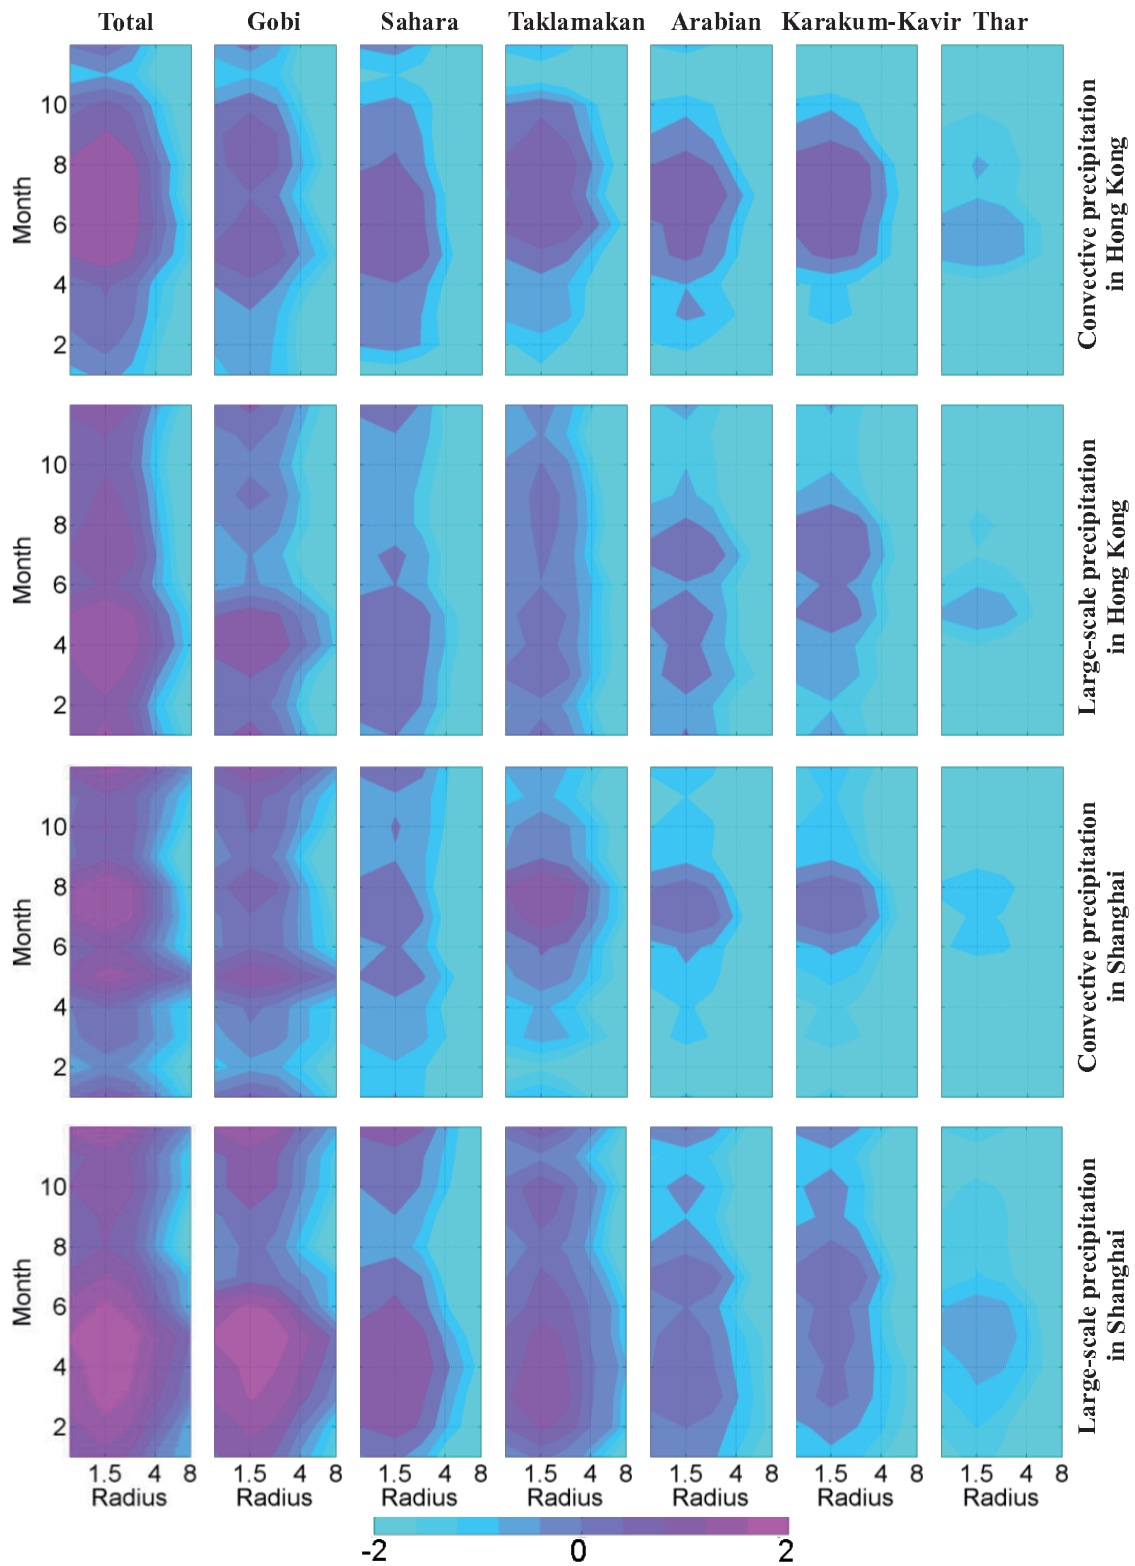 Total Gobi Sahara Taklamakan Arabian Karakum-Kavir Thar
10
8
6
4
2
Month
Convective precipitation
in Hong Kong
10
8
6
4
2
Month
Large-scale precipitation
in Hong Kong
10
8
6
4
2
Month
Convective precipitation
in Shanghai
10
8
6
4
2
Month
Large-scale precipitation
in Shanghai
1.5 4 8 1.5 4 8 1.5 4 8 1.5 4 8 1.5 4 8 1.5 4 8 1.5 4 8
Radius Radius Radius Radius Radius Radius Radius
-2 0 2